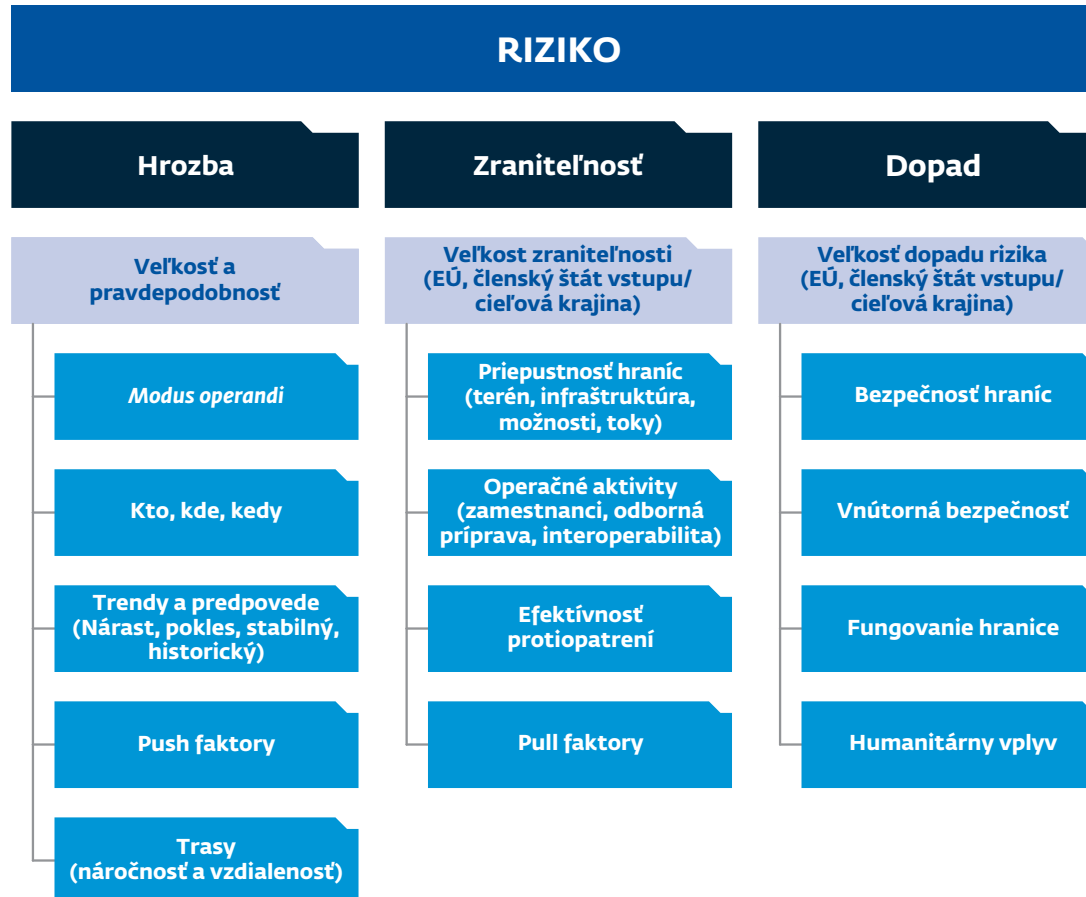 RIZIKO
Hrozba
Veľkosť a
pravdepodobnosť
Modus operandi
Kto, kde, kedy
Trendy a predpovede
(Nárast, pokles, stabilný,
historický)
Push faktory
Trasy
(náročnosť a vzdialenosť)
Zraniteľnosť
Veľkost zraniteľnosti
(EÚ, členský štát vstupu/
cieľová krajina)
Priepustnosť hraníc
(terén, infraštruktúra,
možnosti, toky)
Operačné aktivity
(zamestnanci, odborná
príprava, interoperabilita)
Efektívnosť
protiopatrení
Pull faktory
Dopad
Veľkosť dopadu rizika
(EÚ, členský štát vstupu/
cieľová krajina)
Bezpečnosť hraníc
Vnútorná bezpečnosť
Fungovanie hranice
Humanitárny vplyv